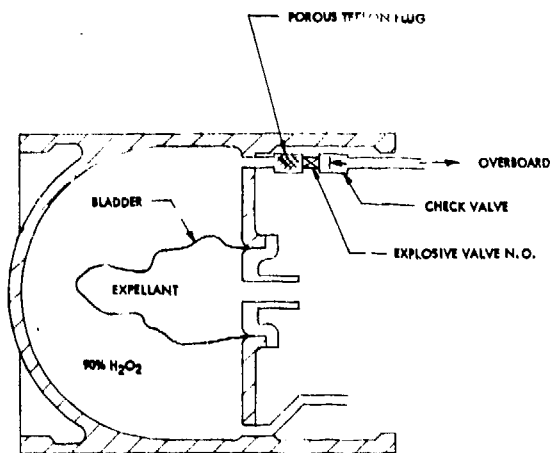 POROUS TEFLON PLUG
OVERBOARD
CHECK VALVE
BLADDER
EXPLOSIVE VALVE N.O.
EXPELLANT
90% H₂O₂